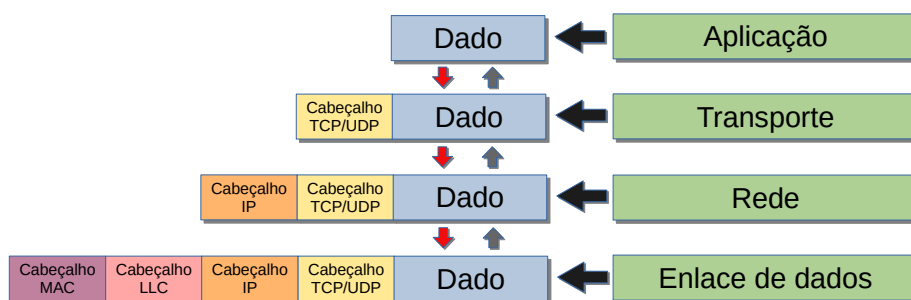 Dado
Aplicação
Cabeçalho
TCP/UDP
Dado
Transporte
Cabeçalho
IP
Cabeçalho
TCP/UDP
Dado
Rede
Cabeçalho
MAC
Cabeçalho
LLC
Cabeçalho
IP
Cabeçalho
TCP/UDP
Dado
Enlace de dados